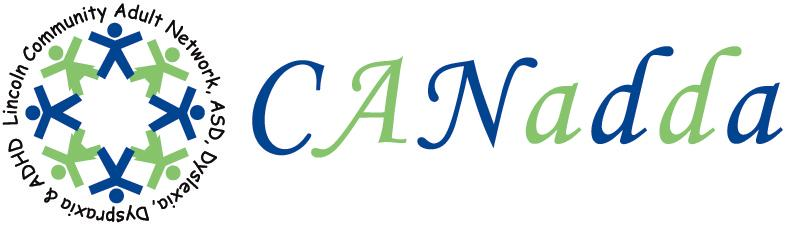 Lincoln Community Adult Network, ASD, Dyslexia, Dyspraxia & ADHD
CANadda